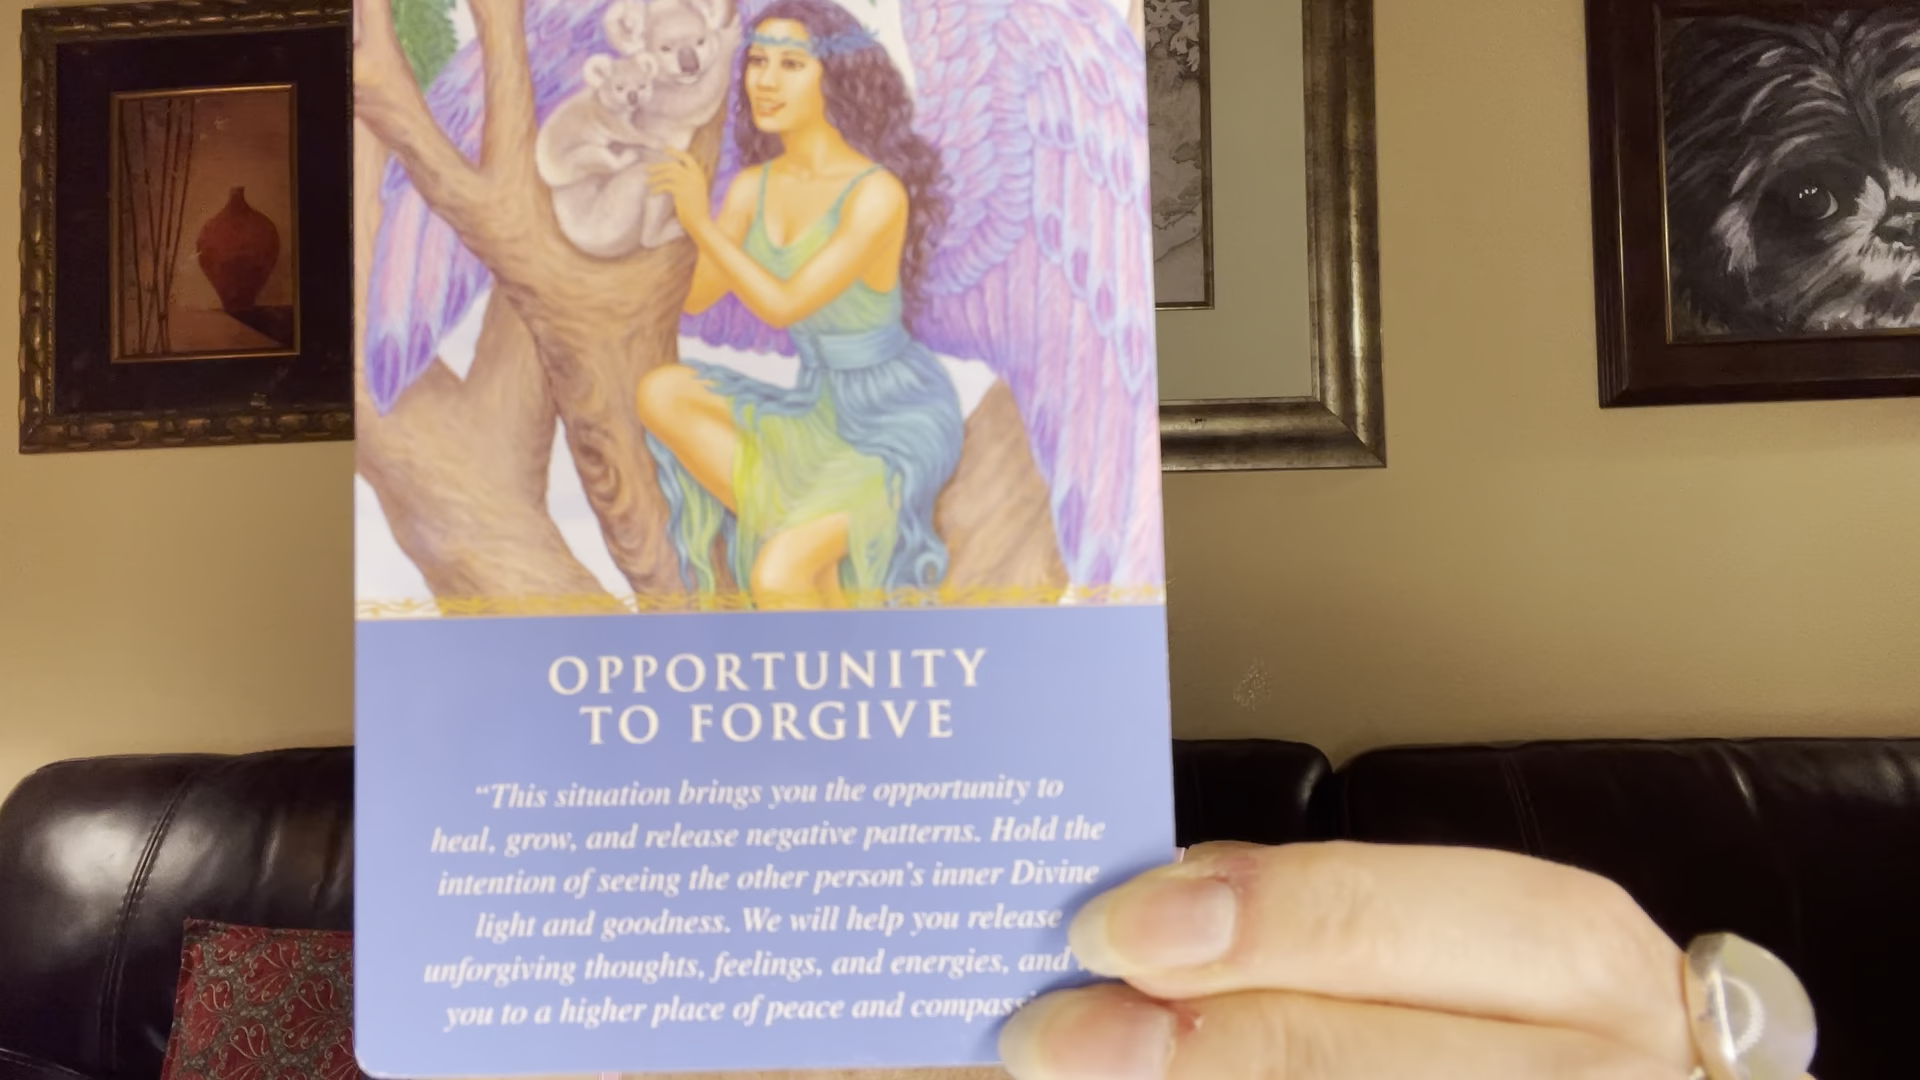 OPPORTUNITY
TO FORGIVE
“This situation brings you the opportunity to
heal, grow, and release negative patterns. Hold the
intention of seeing the other person’s inner Divine
light and goodness. We will help you release
unforgiving thoughts, feelings, and energies, and
you to a higher place of peace and